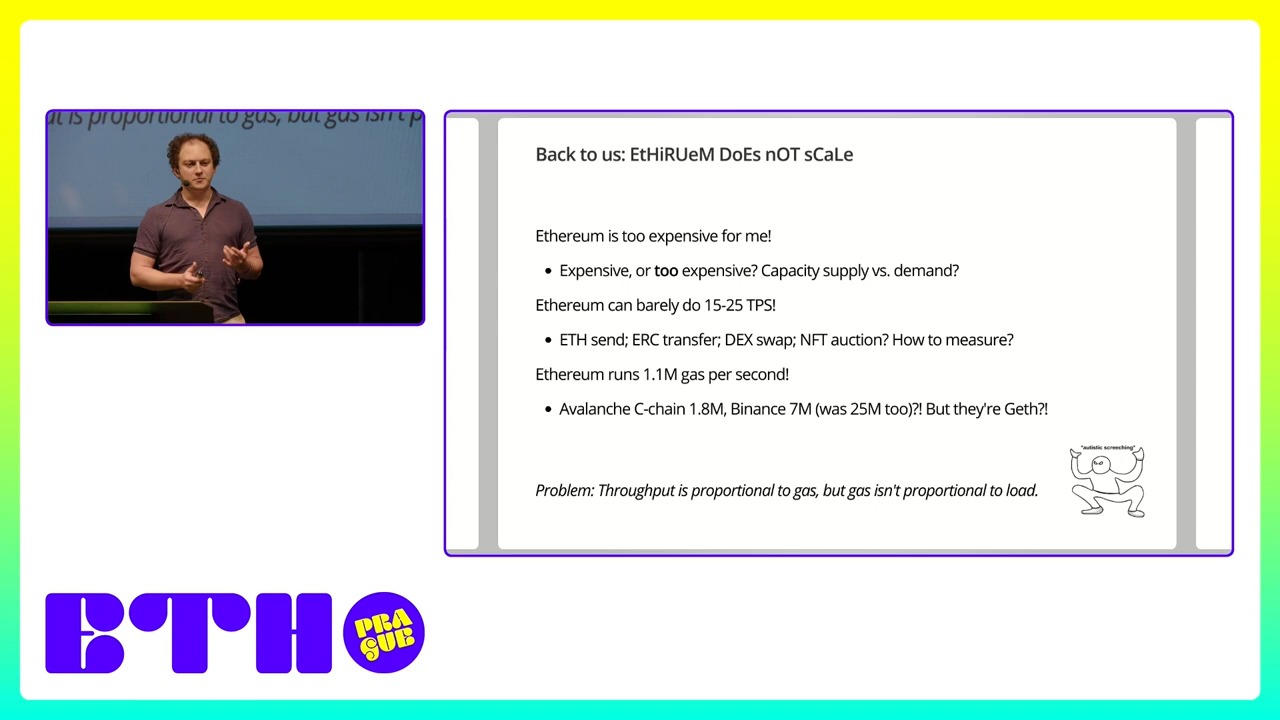 ut is proportional to gas, but gas isn't p
Back to us: EtHiRUeM DoEs nOT sCaLe
Ethereum is too expensive for me!
• Expensive, or too expensive? Capacity supply vs. demand?
Ethereum can barely do 15-25 TPS!
• ETH send; ERC transfer; DEX swap; NFT auction? How to measure?
Ethereum runs 1.1M gas per second!
• Avalanche C-chain 1.8M, Binance 7M (was 25M too)?! But they're Geth?!
"autistic screeching"
Problem: Throughput is proportional to gas, but gas isn't proportional to load.
ETH
PRA
GUE